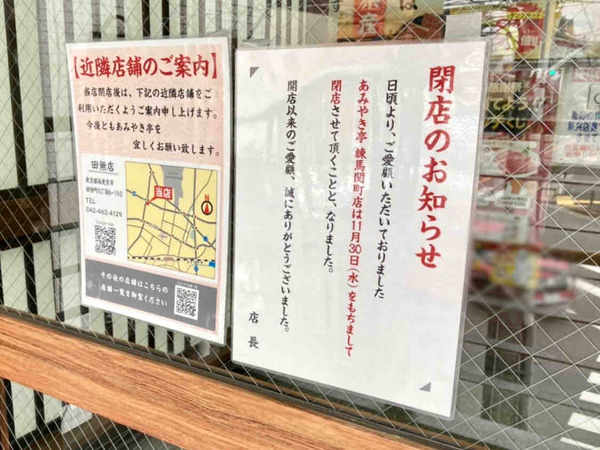 【近隣店舗のご案内】
当店閉店後は、下記の近隣店舗をご
利用いただくようご案内申し上げます。
今後ともあみやき亭を
宜しくお願い致します。
田無店
TEL
042-462-4129
当店
その他の店舗はこちらの
店舗一覧を御覧ください
閉店のお知らせ
日頃より、ご愛顧いただいておりました
あみやき亭 練馬関町店は11月30日(水)をもちまして
閉店させて頂くことと、なりました。
開店以来のご愛顧、誠にありがとうございました。
店長